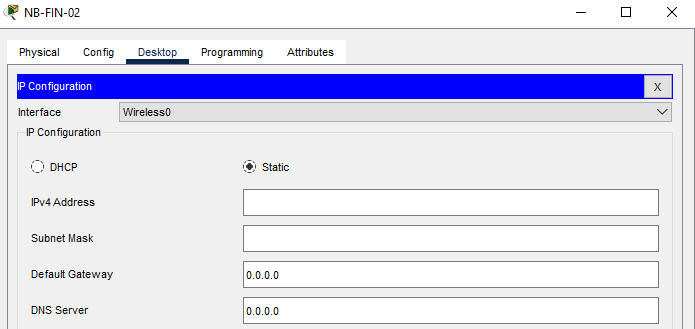 NB-FIN-02
Physical Config Desktop Programming Attributes
IP Configuration X
Interface Wireless0
IP Configuration
DHCP Static
IPv4 Address
Subnet Mask
Default Gateway 0.0.0.0
DNS Server 0.0.0.0